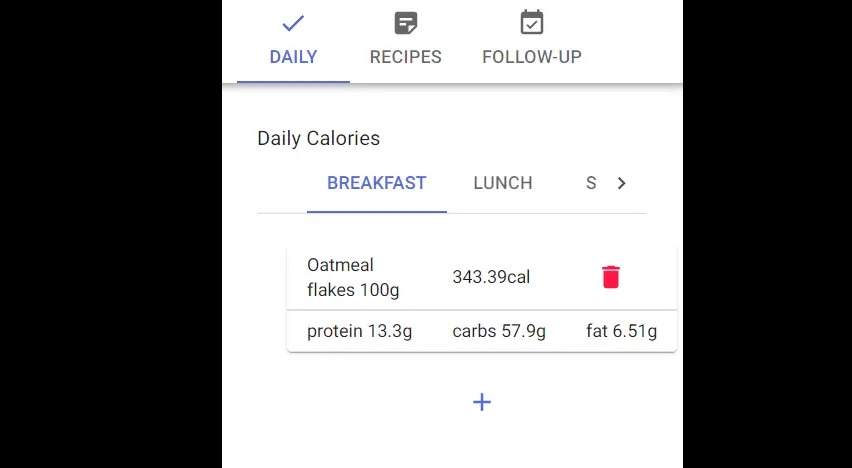 DAILY RECIPES FOLLOW-UP
Daily Calories
BREAKFAST LUNCH S
Oatmeal
flakes 100g 343.39cal
protein 13.3g carbs 57.9g fat 6.51g